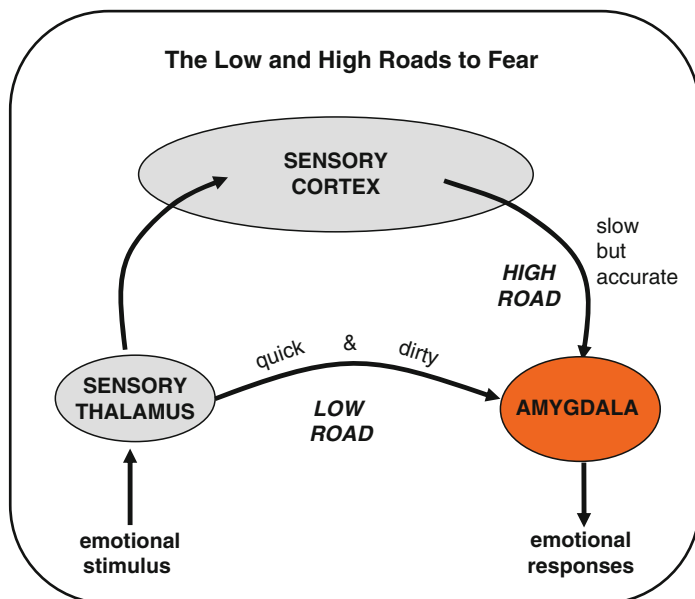 The Low and High Roads to Fear
SENSORY
CORTEX
slow
but
accurate
HIGH
ROAD
quick & dirty
SENSORY
THALAMUS
LOW
ROAD
AMYGDALA
emotional
stimulus
emotional
responses